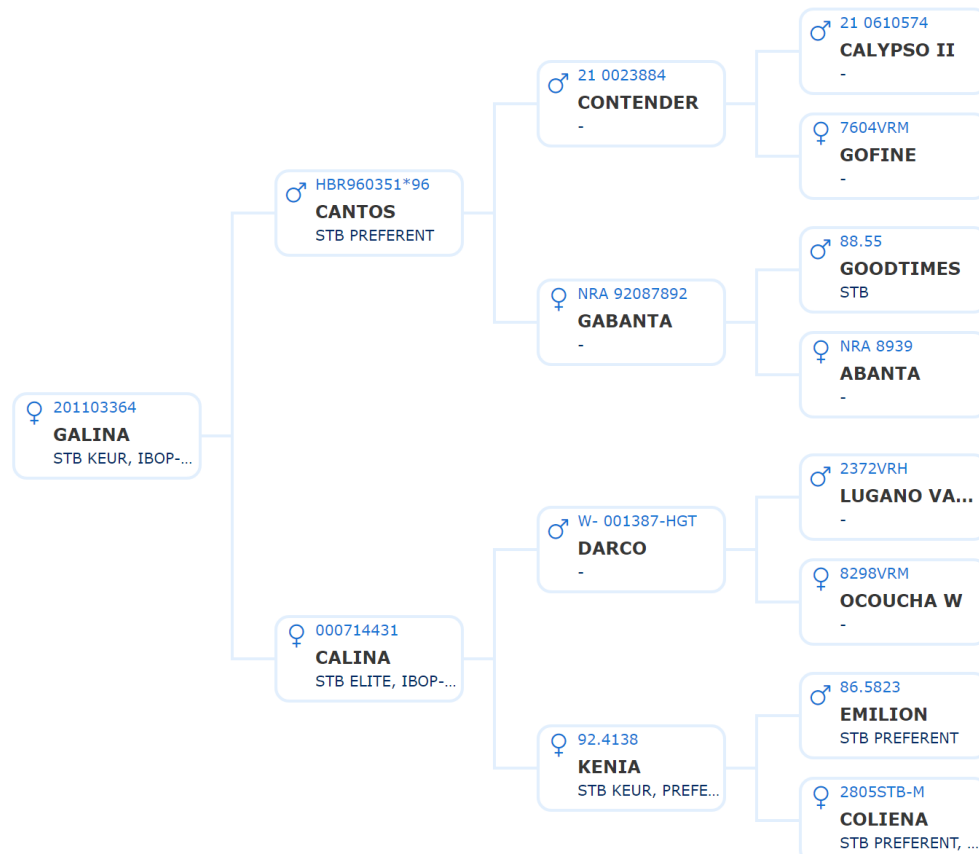 201103364
GALINA
STB KEUR, IBOP-...
HBR960351*96
CANTOS
STB PREFERENT
000714431
CALINA
STB ELITE, IBOP-...
21 0023884
CONTENDER
-
NRA 92087892
GABANTA
-
W- 001387-HGT
DARCO
-
92.4138
KENIA
STB KEUR, PREFE...
21 0610574
CALYPSO II
-
7604VRM
GOFINE
-
88.55
GOODTIMES
STB
NRA 8939
ABANTA
-
2372VRH
LUGANO VA...
-
8298VRM
OCOUCHA W
-
86.5823
EMILION
STB PREFERENT
2805STB-M
COLIENA
STB PREFERENT, ...